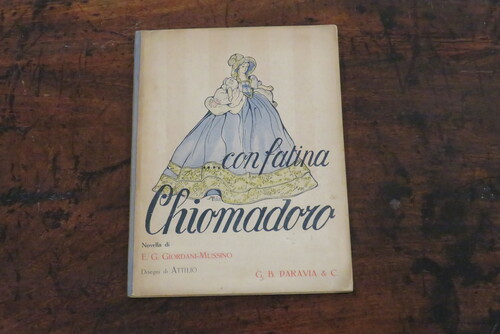 con fatina
Chiomadoro
Novella di
E. G. GIORDANI-MUSSINO
Disegni di ATTILIO
G. B. PARAVIA & C.